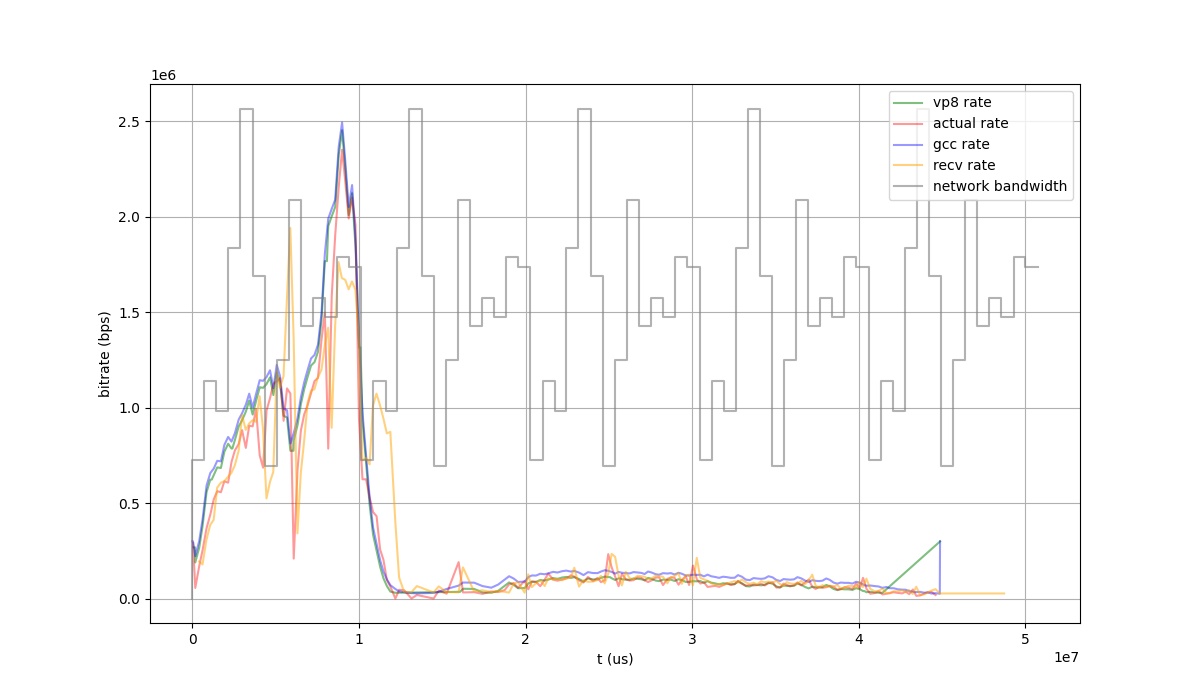 1e6
vp8 rate
actual rate
gcc rate
recv rate
network bandwidth
2.5
2.0
1.5
1.0
0.5
0.0
bitrate (bps)
0 1 2 3 4 5
t (us)
1e7